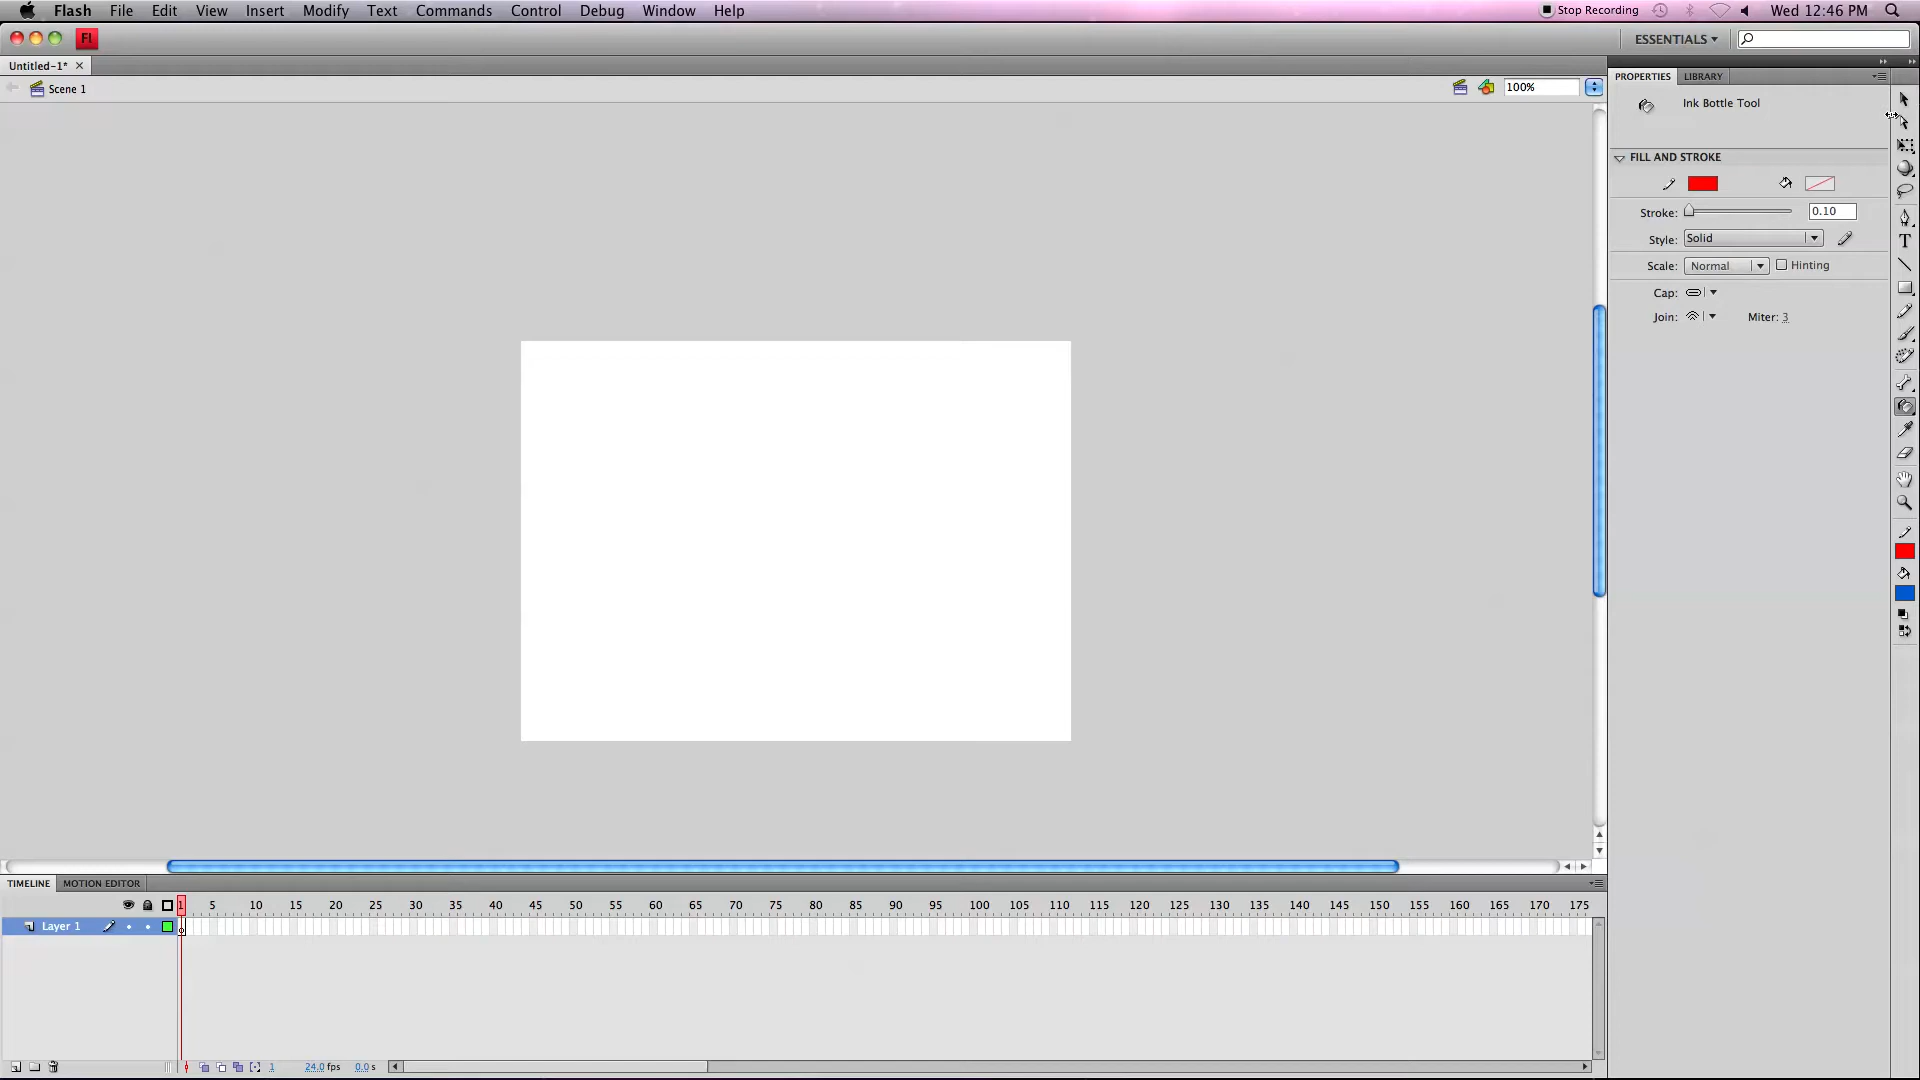 Flash File Edit View Insert Modify Text Commands Control Debug Window Help Stop Recording Wed 12:46 PM
Fl ESSENTIALS
Untitled-1*
Scene 1 100%
PROPERTIES LIBRARY
Ink Bottle Tool
FILL AND STROKE
Stroke: 0.10
Style: Solid
Scale: Normal Hinting
Cap:
Join: Miter: 3
T
TIMELINE MOTION EDITOR
1 5 10 15 20 25 30 35 40 45 50 55 60 65 70 75 80 85 90 95 100 105 110 115 120 125 130 135 140 145 150 155 160 165 170 175
Layer 1
1 24.0 fps 0.0 s